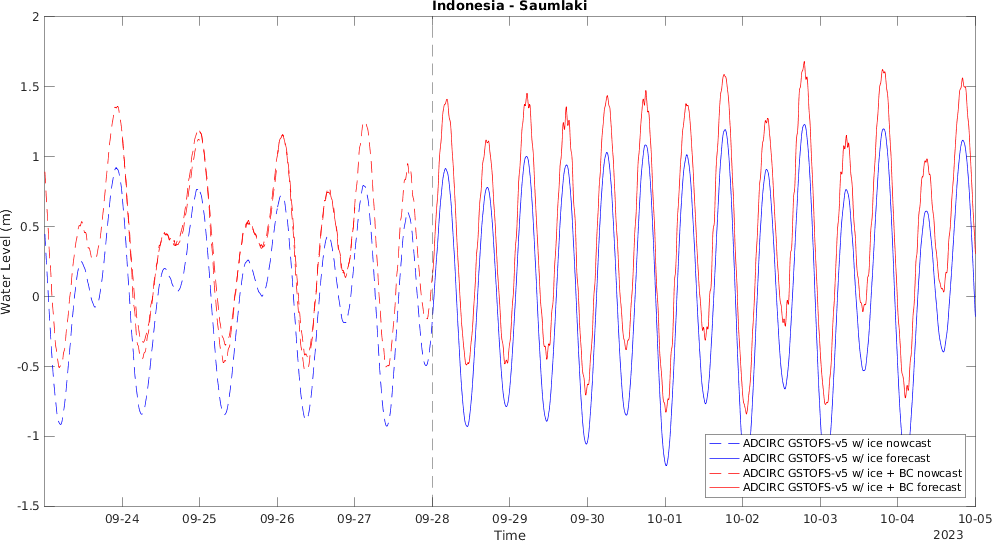 Indonesia - Saumlaki
2
1.5
1
0.5
0
-0.5
-1
-1.5
Water Level (m)
ADCIRC GSTOFS-v5 w/ ice nowcast
ADCIRC GSTOFS-v5 w/ ice forecast
ADCIRC GSTOFS-v5 w/ ice + BC nowcast
ADCIRC GSTOFS-v5 w/ ice + BC forecast
09-24 09-25 09-26 09-27 09-28 09-29 09-30 10-01 10-02 10-03 10-04 10-05
Time
2023